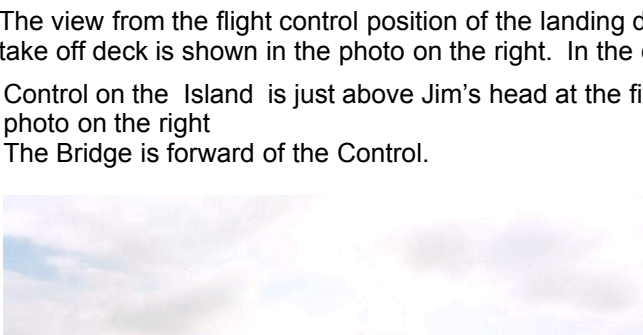 The view from the flight control position of the landing
take off deck is shown in the photo on the right. In the
Control on the Island is just above Jim’s head at the
photo on the right
The Bridge is forward of the Control.